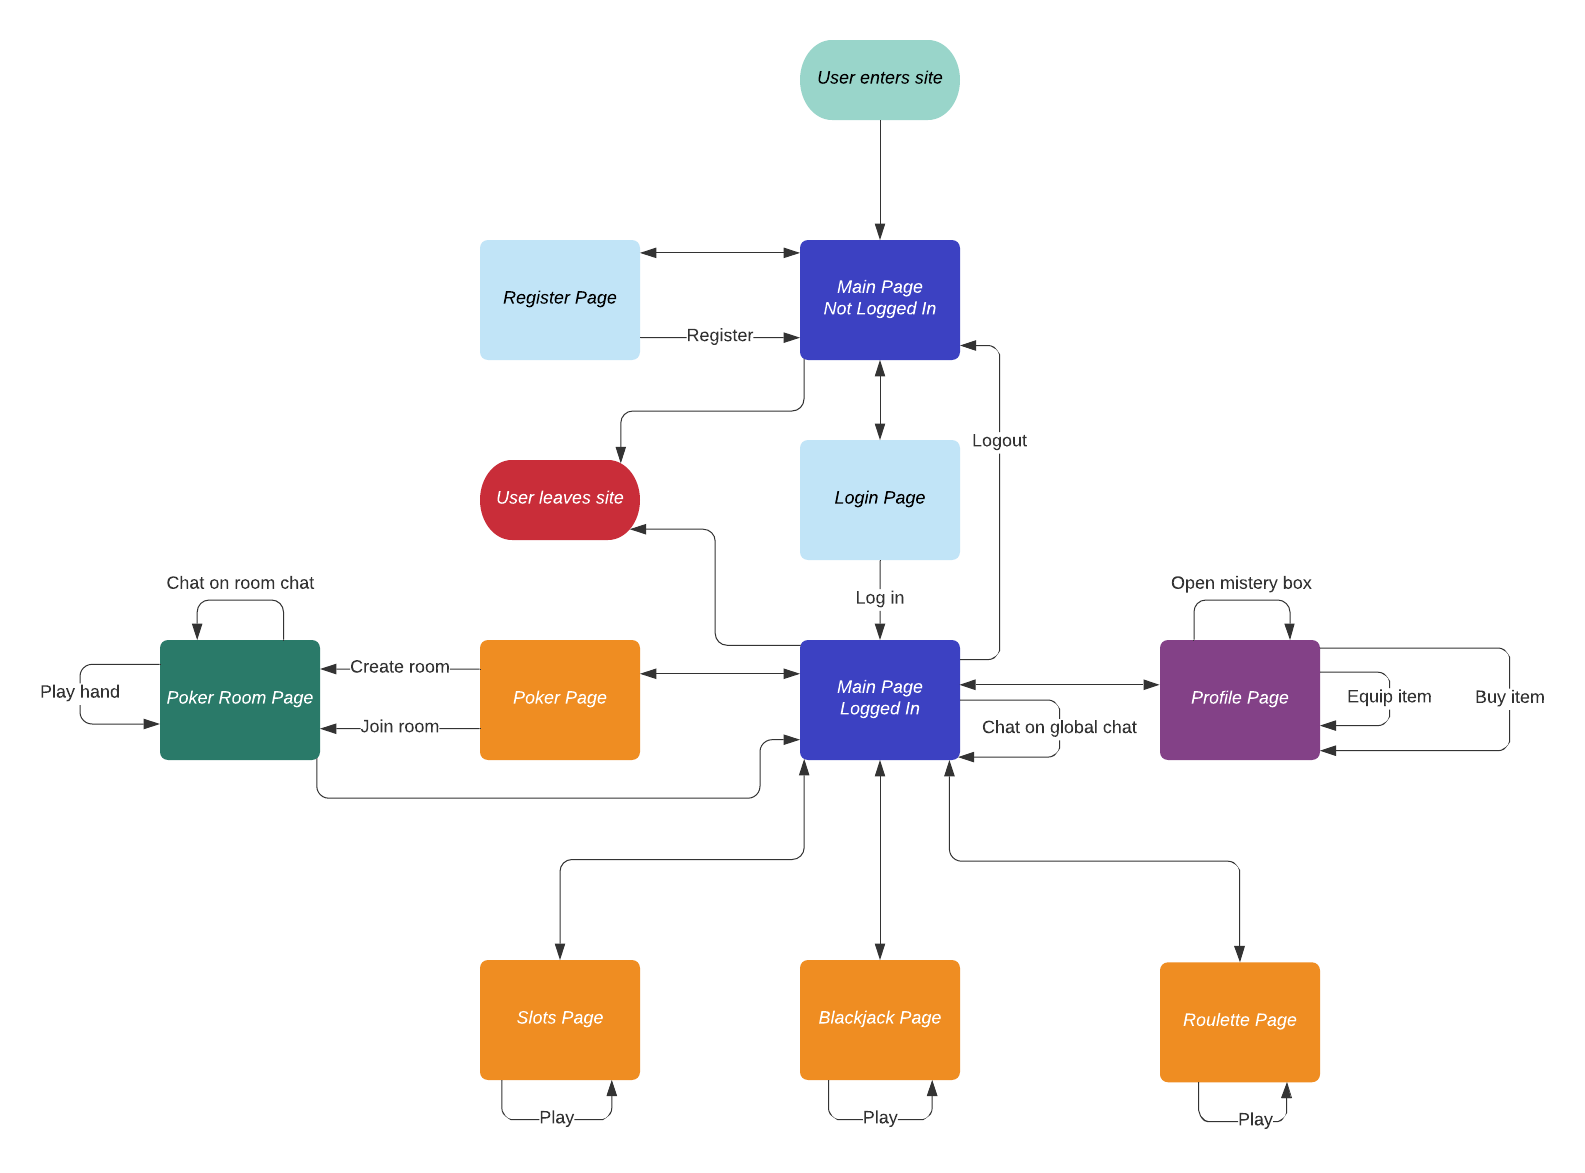 User enters site
Main Page
Not Logged In
Register Page
Register
Logout
User leaves site
Login Page
Log in
Chat on room chat
Open mistery box
Play hand
Poker Room Page
Create room
Join room
Poker Page
Main Page
Logged In
Chat on global chat
Profile Page
Equip item
Buy item
Slots Page
Blackjack Page
Roulette Page
Play
Play
Play